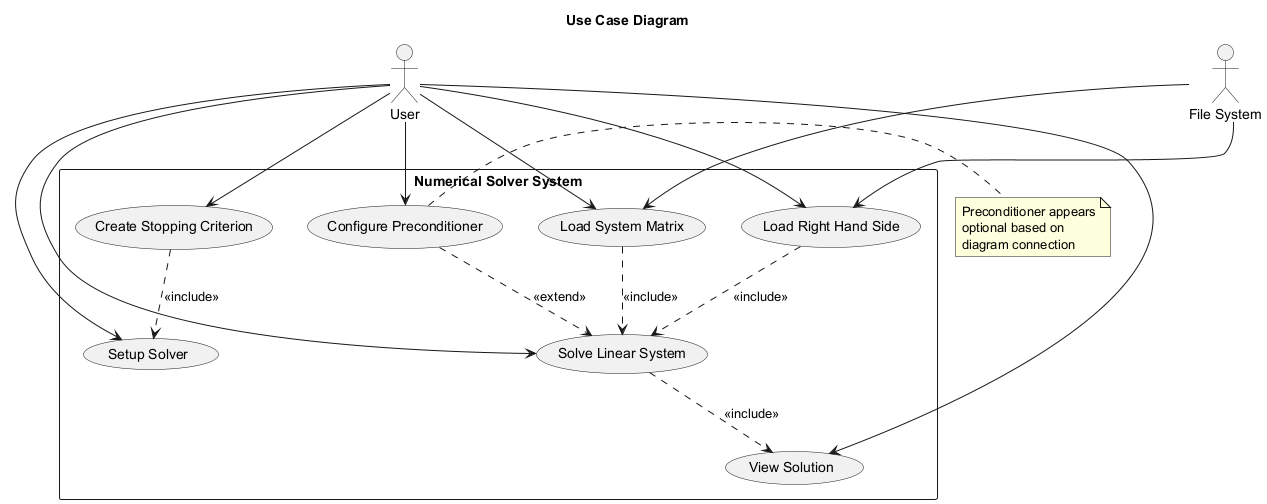 Use Case Diagram
User
File System
Numerical Solver System
Create Stopping Criterion
Configure Preconditioner
Load System Matrix
Load Right Hand Side
Preconditioner appears
optional based on
diagram connection
«include»
«extend»
«include»
«include»
Setup Solver
Solve Linear System
«include»
View Solution